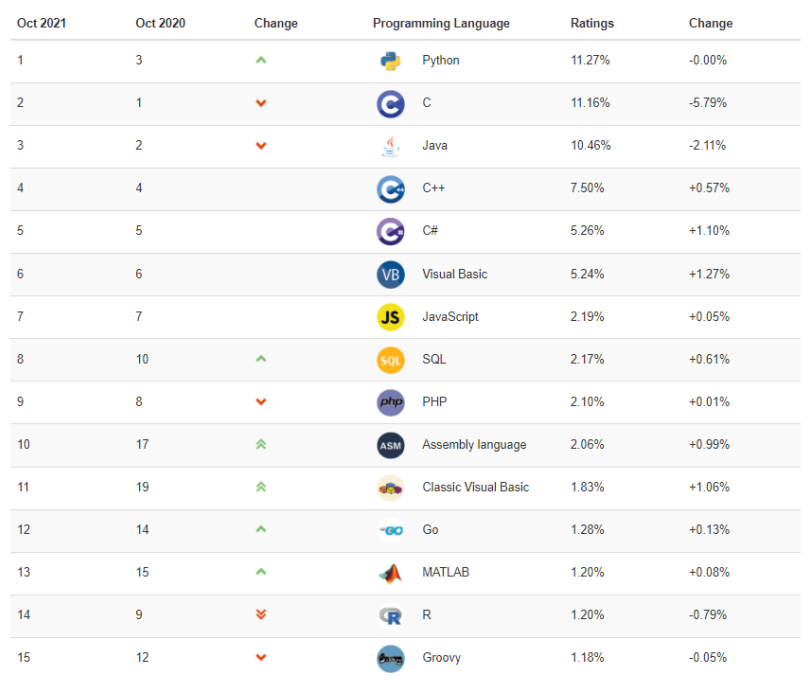 Oct 2021 Oct 2020 Change Programming Language Ratings Change
1 3 Python 11.27% -0.00%
2 1 C C 11.16% -5.79%
3 2 Java 10.46% -2.11%
4 4 C++ C++ 7.50% +0.57%
5 5 C C# 5.26% +1.10%
6 6 VB Visual Basic 5.24% +1.27%
7 7 JS JavaScript 2.19% +0.05%
8 10 SQL SQL 2.17% +0.61%
9 8 php PHP 2.10% +0.01%
10 17 ASM Assembly language 2.06% +0.99%
11 19 Classic Visual Basic 1.83% +1.06%
12 14 GO Go 1.28% +0.13%
13 15 MATLAB 1.20% +0.08%
14 9 R R 1.20% -0.79%
15 12 Groovy 1.18% -0.05%